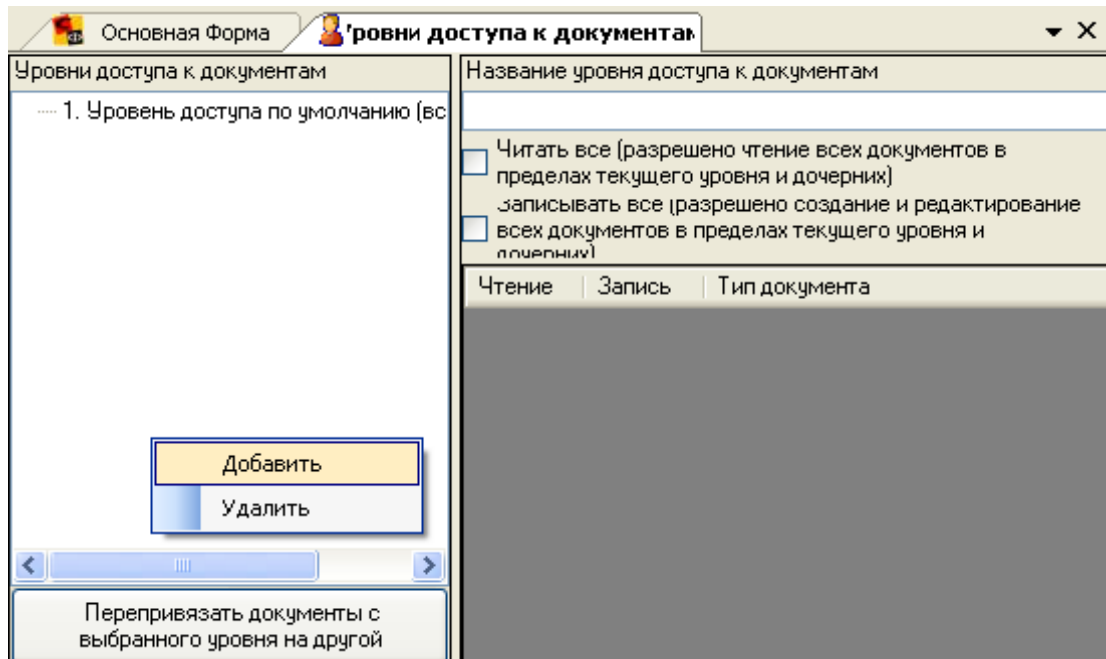 Основная Форма
'ровни доступа к документам
Уровни доступа к документам
1. Уровень доступа по умолчанию (вс
Добавить
Удалить
Перепривязать документы с
выбранного уровня на другой
Название уровня доступа к документам
Читать все (разрешено чтение всех документов в
пределах текущего уровня и дочерних)
Записывать все (разрешено создание и редактирование
всех документов в пределах текущего уровня и
дочерних)
Чтение Запись Тип документа